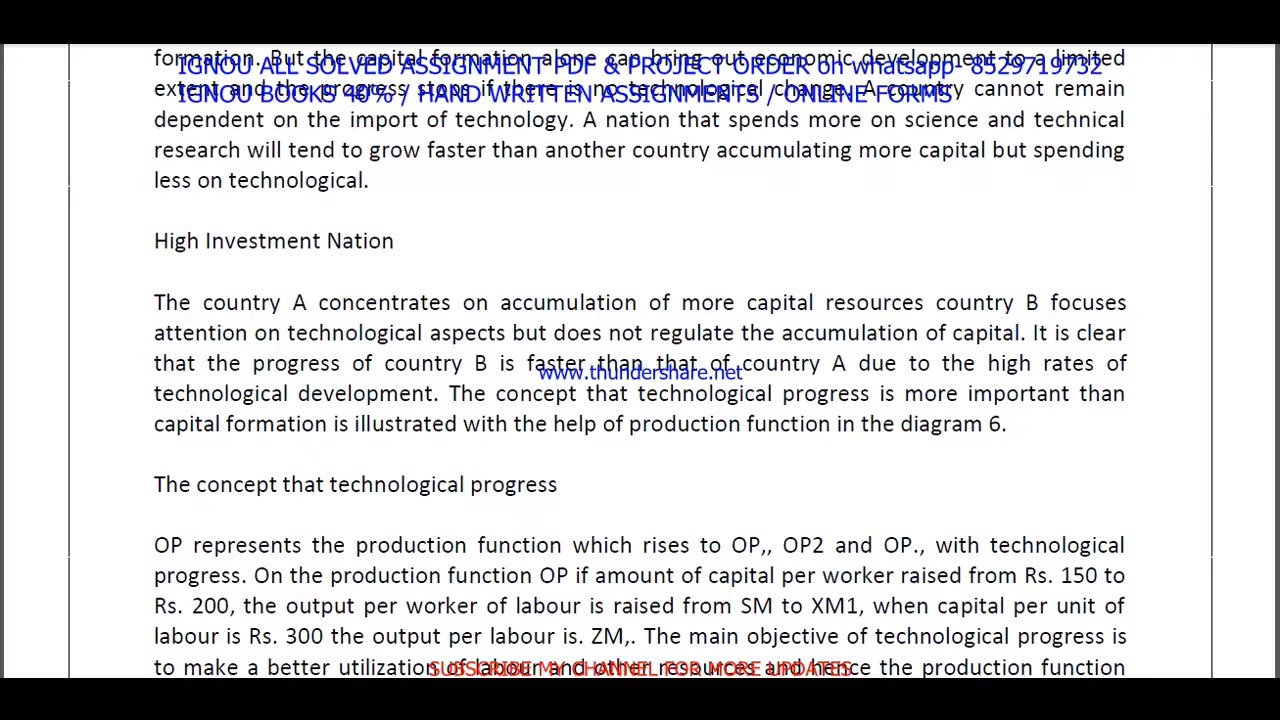 formation. But the capital formation alone can bring out economic development to a limited
IGNOU ALL SOLVED ASSIGNMENT PDF & PROJECT ORDER on whatsapp- 8529719732
extent and the progress stops if there is no technological change. A country cannot remain
IGNOU BOOKS 40% / HAND WRITTEN ASSIGNMENTS / ONLINE FORMS
dependent on the import of technology. A nation that spends more on science and technical
research will tend to grow faster than another country accumulating more capital but spending
less on technological.
High Investment Nation
The country A concentrates on accumulation of more capital resources country B focuses
attention on technological aspects but does not regulate the accumulation of capital. It is clear
that the progress of country B is faster than that of country A due to the high rates of
www.thundershare.net
technological development. The concept that technological progress is more important than
capital formation is illustrated with the help of production function in the diagram 6.
The concept that technological progress
OP represents the production function which rises to OP,, OP2 and OP., with technological
progress. On the production function OP if amount of capital per worker raised from Rs. 150 to
Rs. 200, the output per worker of labour is raised from SM to XM1, when capital per unit of
labour is Rs. 300 the output per labour is. ZM,. The main objective of technological progress is
to make a better utilization of labour and other resources and hence the production function
SUBSCRIBE MY CHANNEL FOR MORE UPDATES